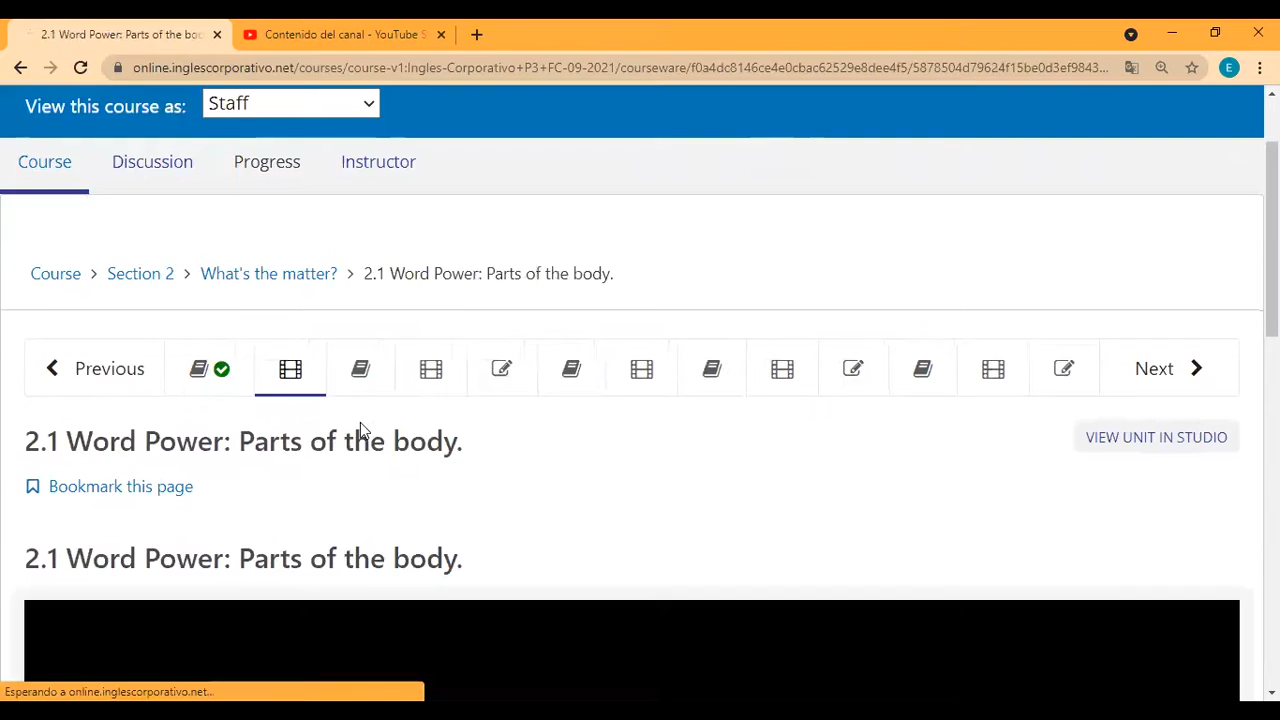 2.1 Word Power: Parts of the bod
Contenido del canal - YouTube S
online.inglescorporativo.net/courses/course-v1:Ingles-Corporativo+P3+FC-09-2021/courseware/f0a4dc8146ce4e0cbac62529e8dee4f5/5878504d79624f15be0d3ef9843...
E
View this course as:
Staff
Course
Discussion
Progress
Instructor
Course > Section 2 > What's the matter? > 2.1 Word Power: Parts of the body.
Previous
Next
2.1 Word Power: Parts of the body.
VIEW UNIT IN STUDIO
Bookmark this page
2.1 Word Power: Parts of the body.
Esperando a online.inglescorporativo.net...